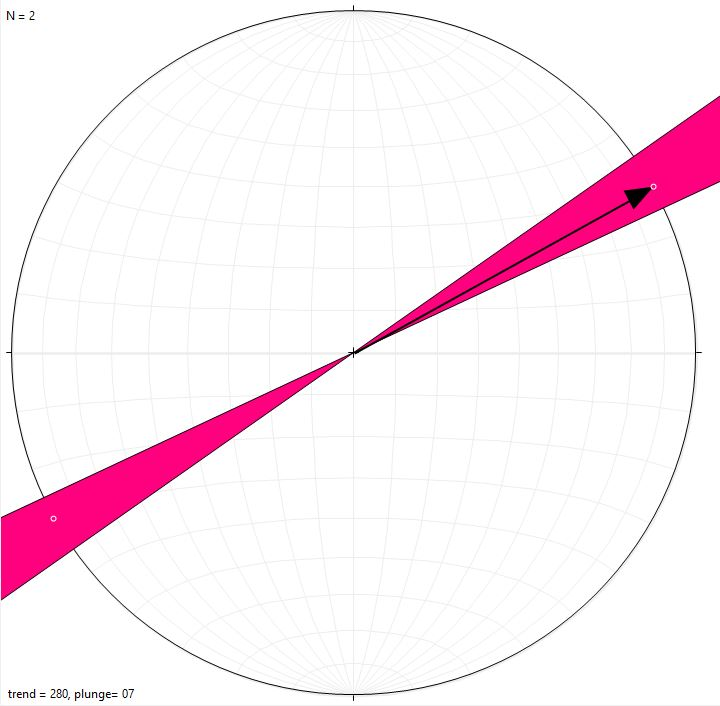 N = 2
trend = 280, plunge= 07